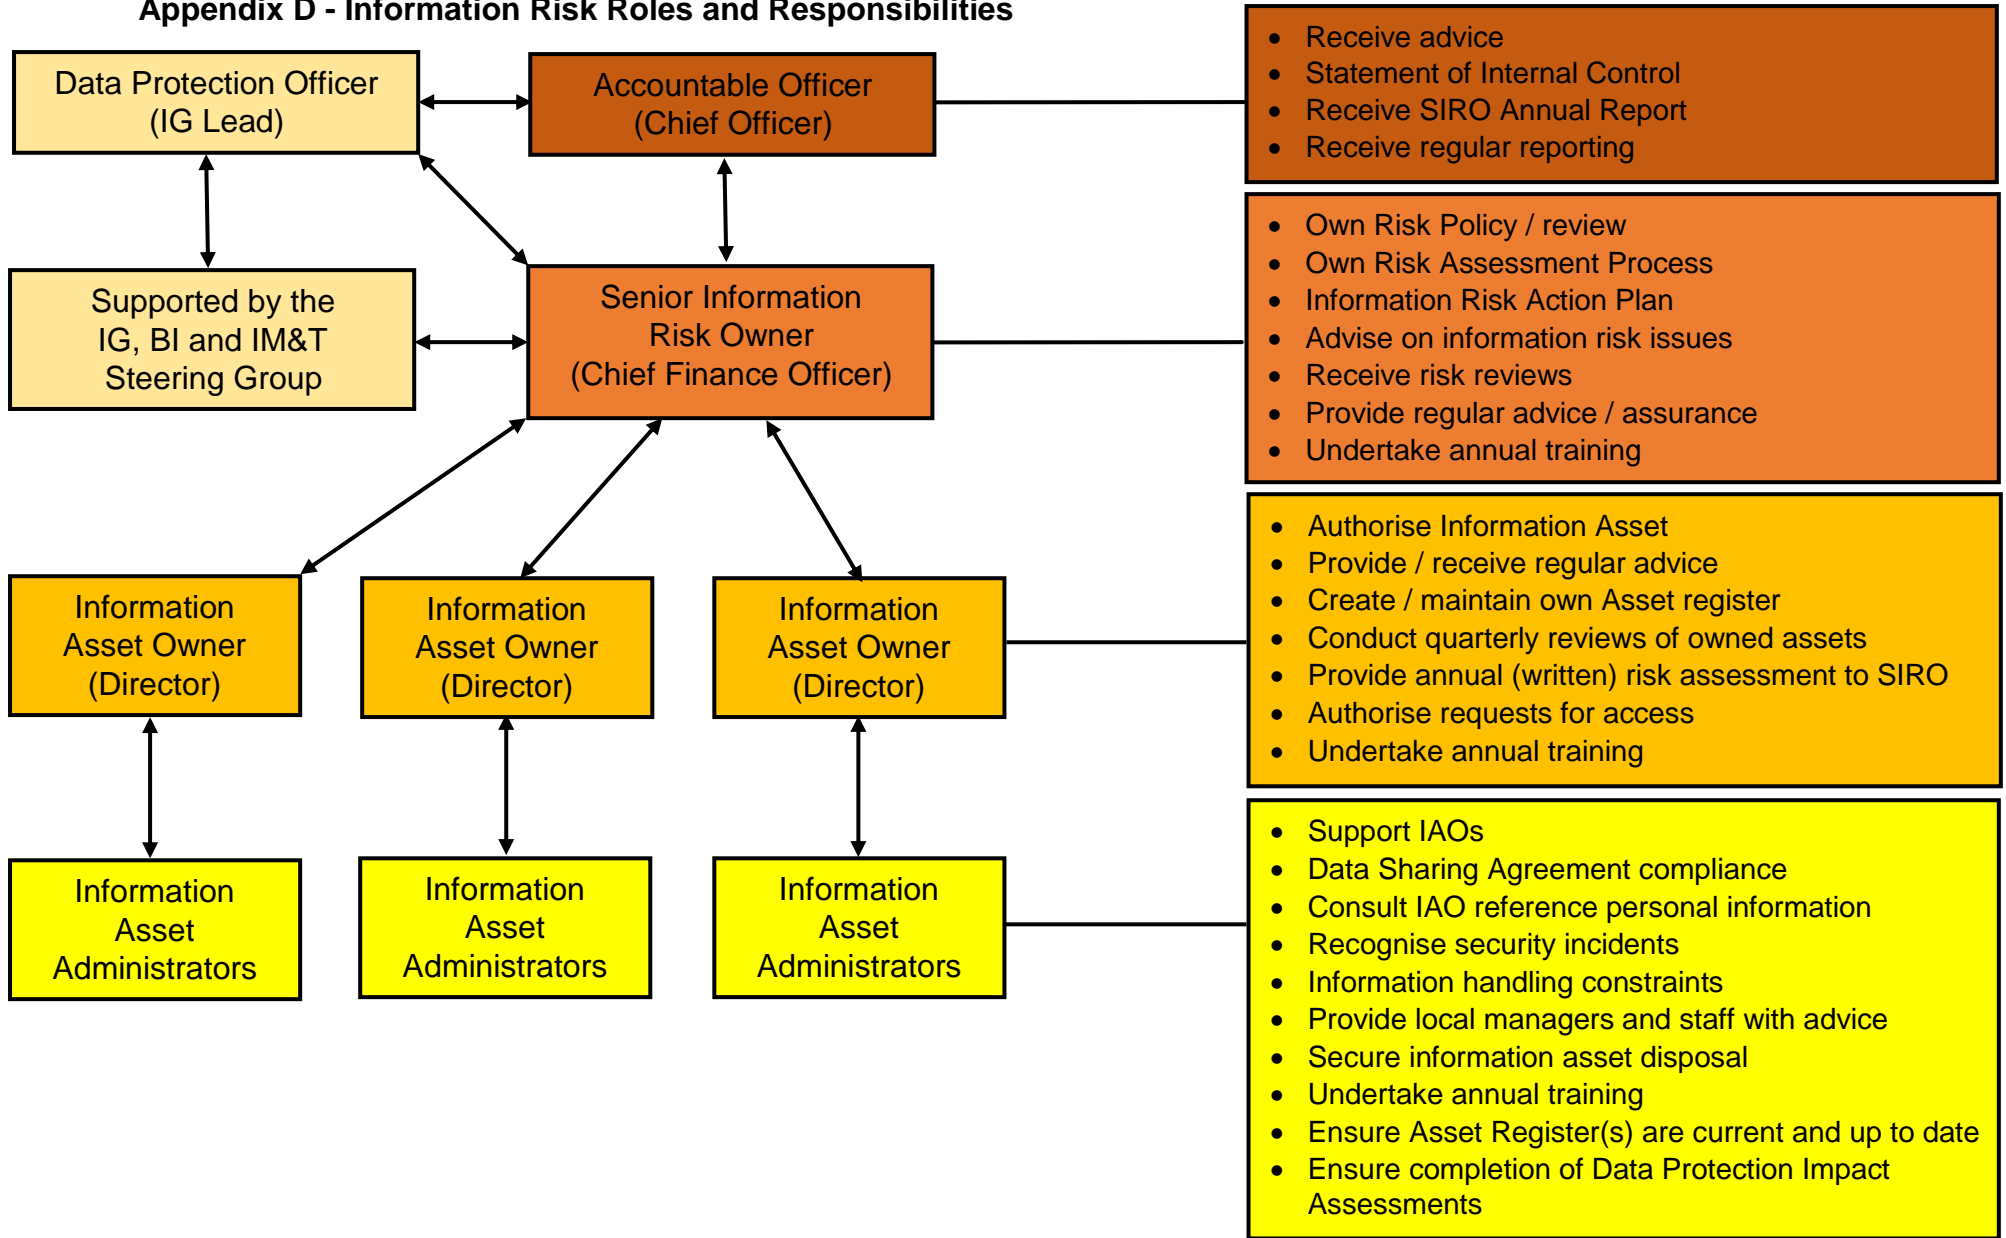 Appendix D - Information Risk Roles and Responsibilities
Data Protection Officer
(IG Lead)
Accountable Officer
(Chief Officer)
• Receive advice
• Statement of Internal Control
• Receive SIRO Annual Report
• Receive regular reporting
Supported by the
IG, BI and IM&T
Steering Group
Senior Information
Risk Owner
(Chief Finance Officer)
• Own Risk Policy / review
• Own Risk Assessment Process
• Information Risk Action Plan
• Advise on information risk issues
• Receive risk reviews
• Provide regular advice / assurance
• Undertake annual training
Information
Asset Owner
(Director)
Information
Asset Owner
(Director)
Information
Asset Owner
(Director)
• Authorise Information Asset
• Provide / receive regular advice
• Create / maintain own Asset register
• Conduct quarterly reviews of owned assets
• Provide annual (written) risk assessment to SIRO
• Authorise requests for access
• Undertake annual training
Information
Asset
Administrators
Information
Asset
Administrators
Information
Asset
Administrators
• Support IAOs
• Data Sharing Agreement compliance
• Consult IAO reference personal information
• Recognise security incidents
• Information handling constraints
• Provide local managers and staff with advice
• Secure information asset disposal
• Undertake annual training
• Ensure Asset Register(s) are current and up to date
• Ensure completion of Data Protection Impact
Assessments